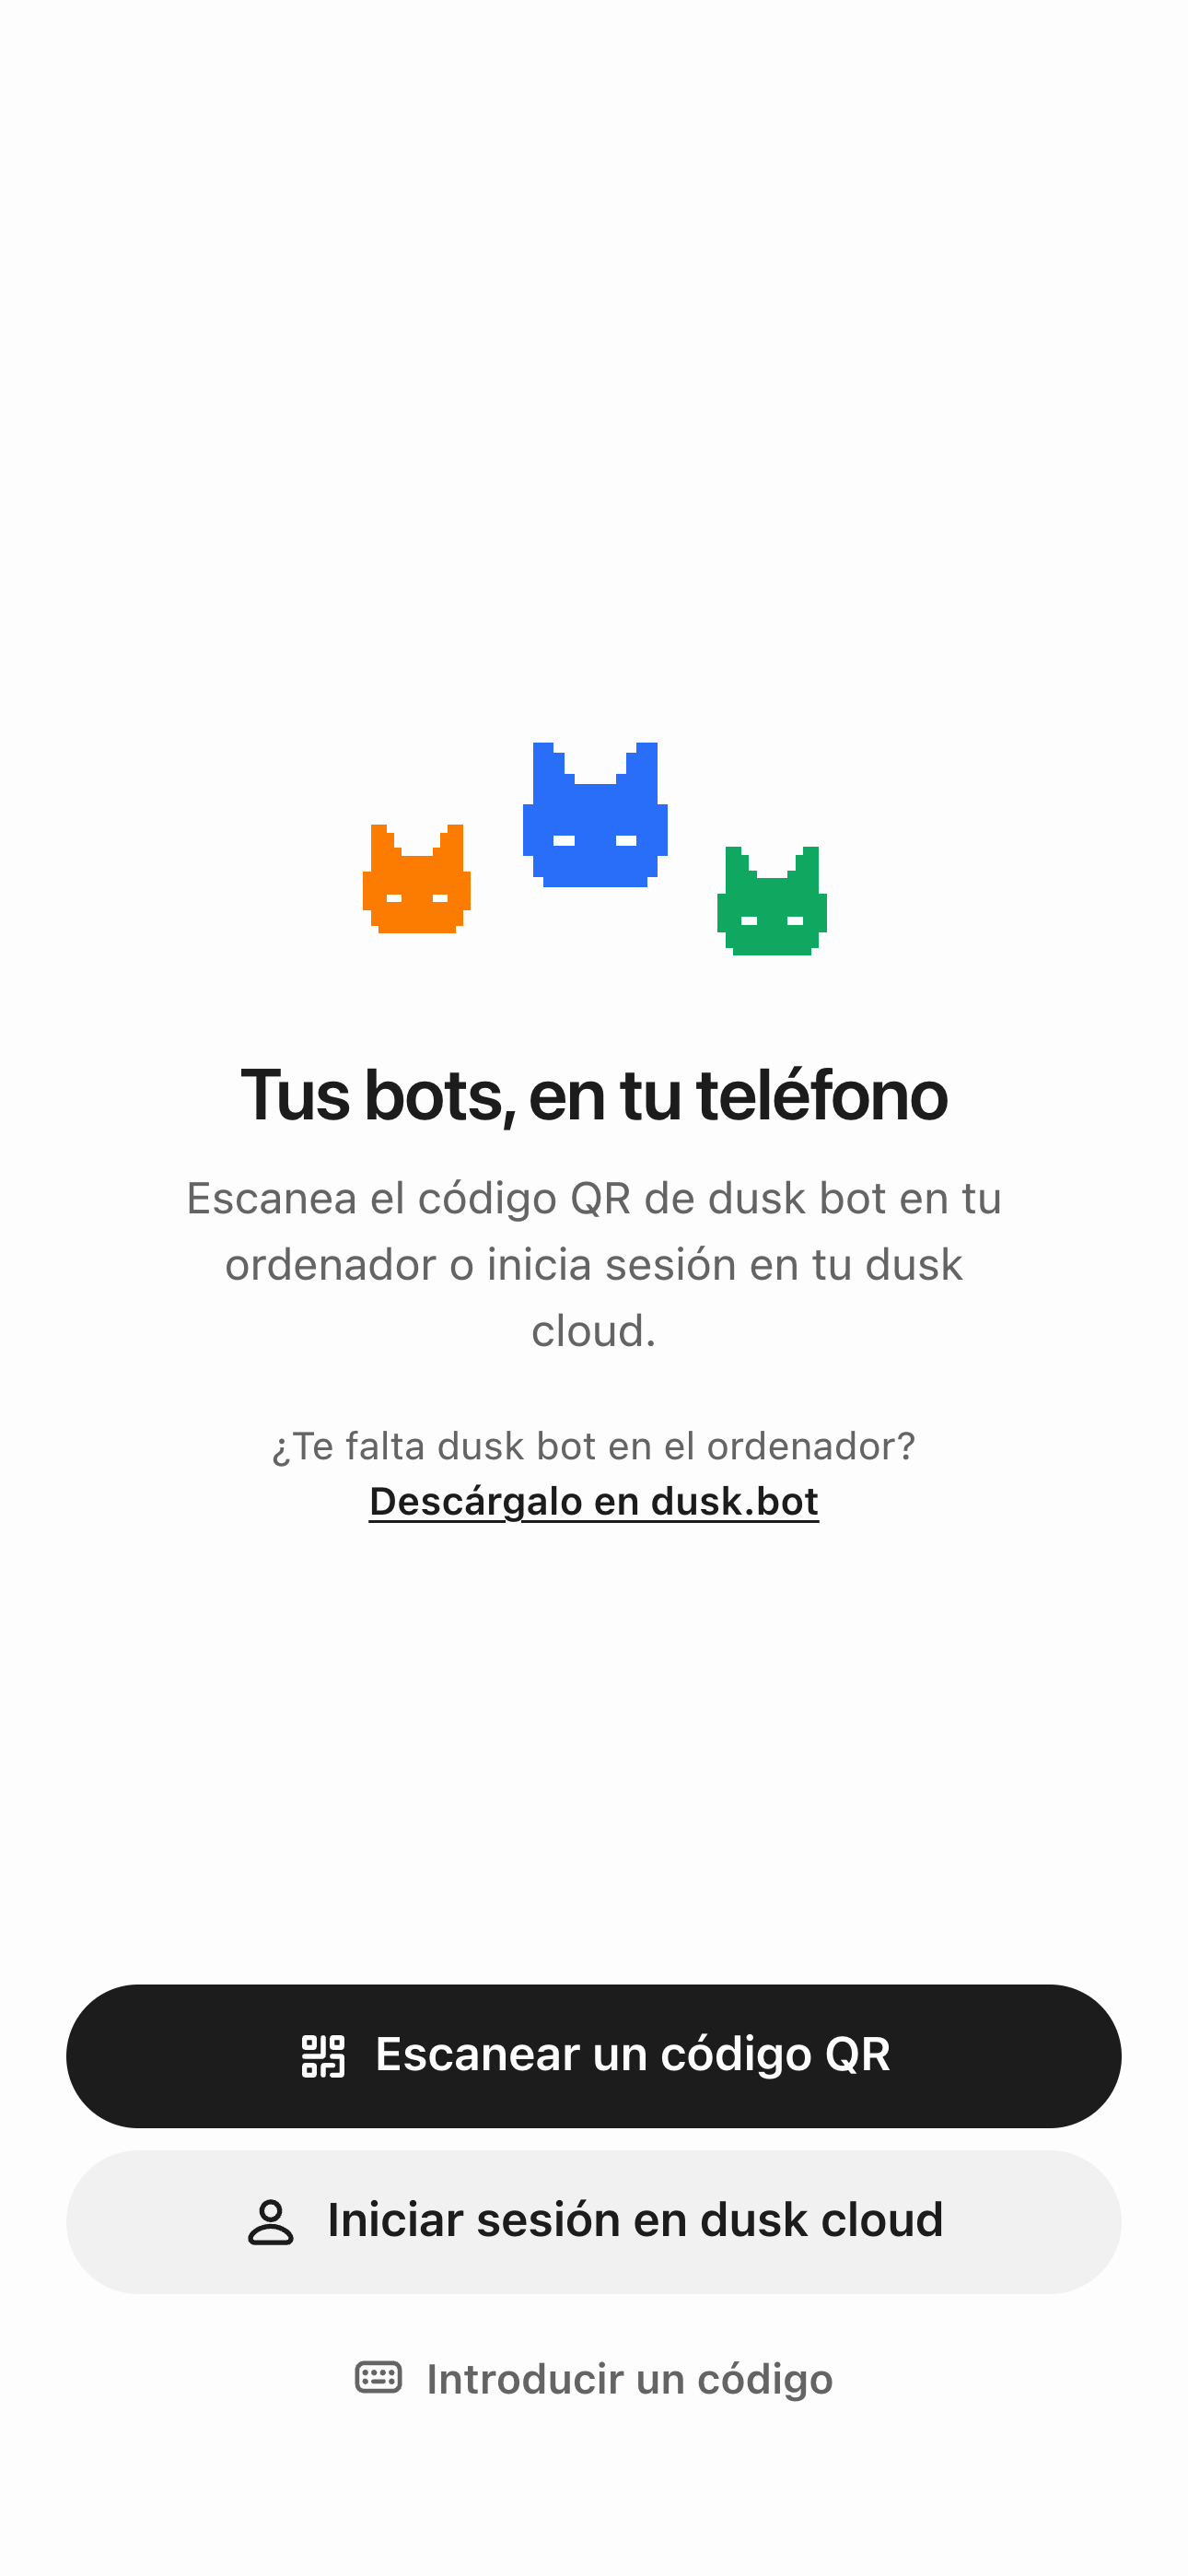 Tus bots, en tu teléfono
Escanea el código QR de dusk bot en tu
ordenador o inicia sesión en tu dusk
cloud.
¿Te falta dusk bot en el ordenador?
Descárgalo en dusk.bot
Escanear un código QR
Iniciar sesión en dusk cloud
Introducir un código